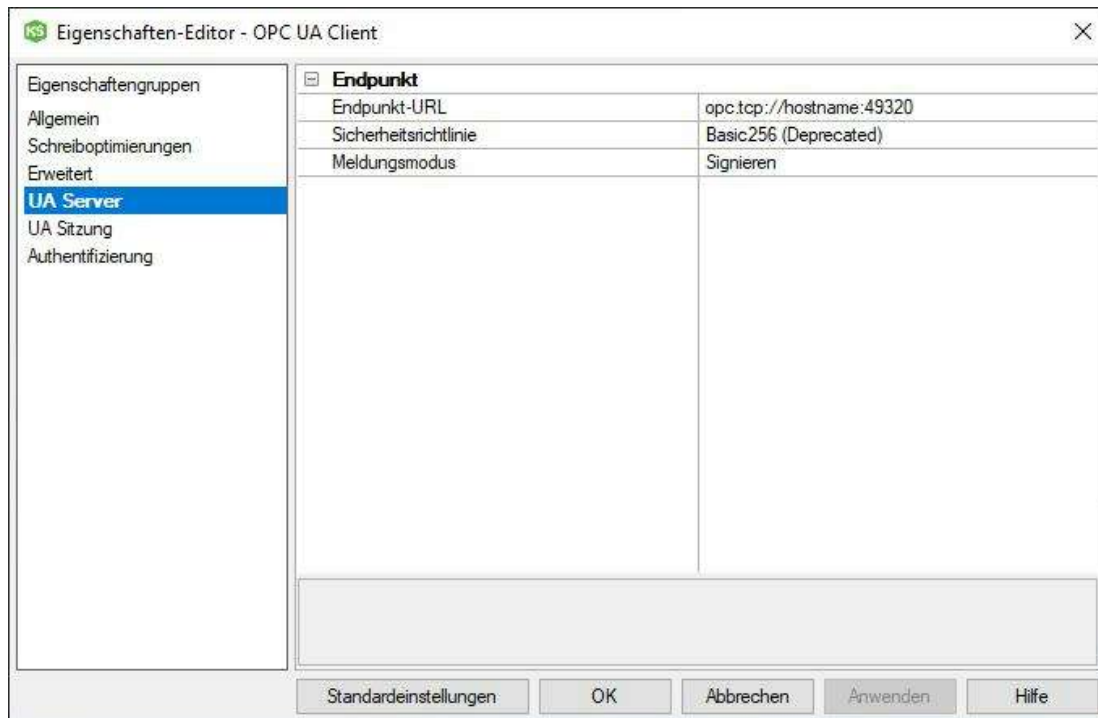 KS Eigenschaften-Editor - OPC UA Client
Eigenschaftengruppen
Allgemein
Schreiboptimierungen
Erweitert
UA Server
UA Sitzung
Authentifizierung
Endpunkt
Endpunkt-URL opc.tcp://hostname:49320
Sicherheitsrichtlinie Basic256 (Deprecated)
Meldungsmodus Signieren
Standardeinstellungen OK Abbrechen Anwenden Hilfe